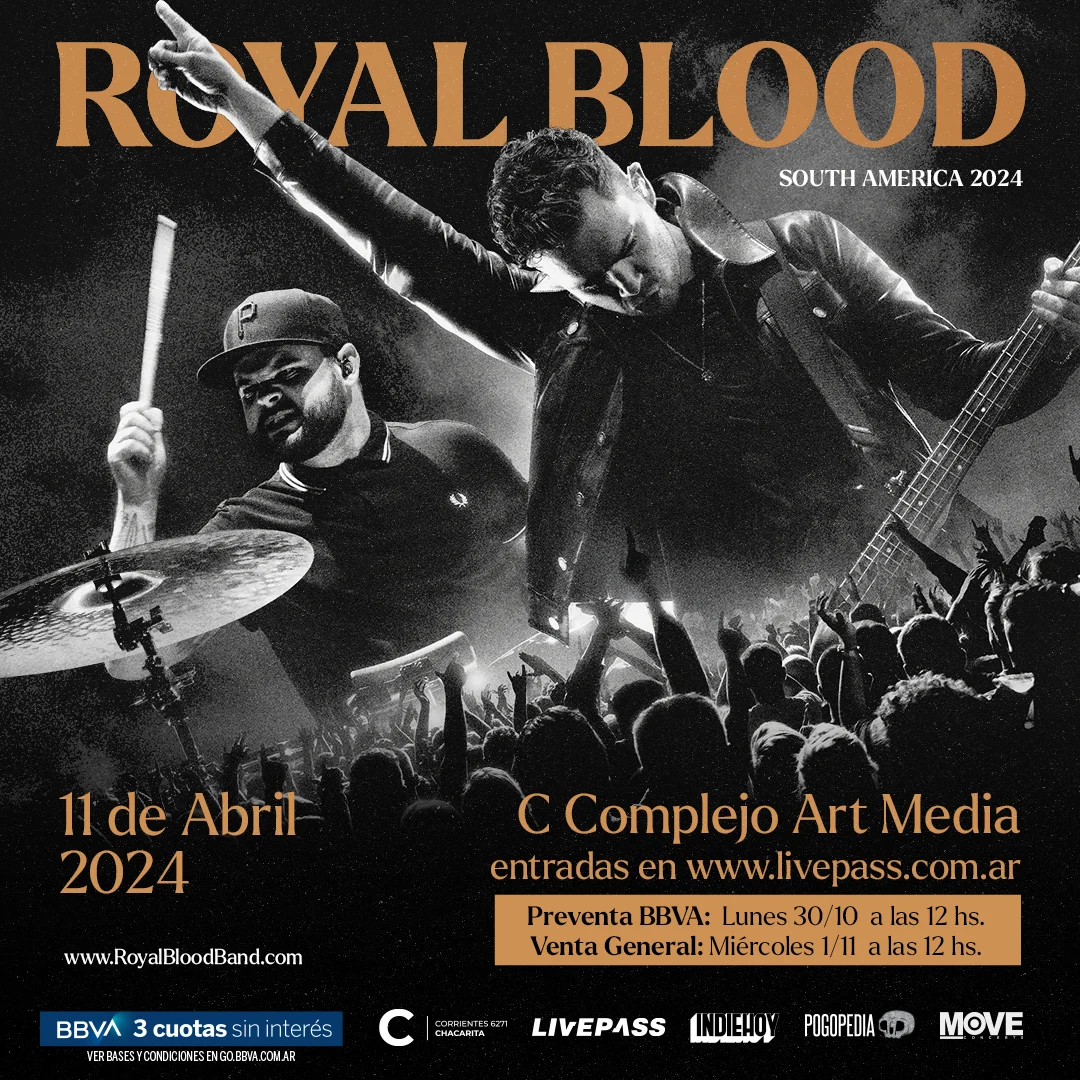 ROYAL BLOOD
SOUTH AMERICA 2024
P
11 de Abril
2024
C Complejo Art Media
entradas en www.livepass.com.ar
Preventa BBVA: Lunes 30/10 a las 12 hs.
Venta General: Miércoles 1/11 a las 12 hs.
www.RoyalBloodBand.com
BBVA 3 cuotas sin interés
VER BASES Y CONDICIONES EN GO.BBVA.COM.AR
C
CORRIENTES 6271
CHACARITA
LIVEPASS
INDIEHOY
POGOPEDIA
MOVE
CONCERTS